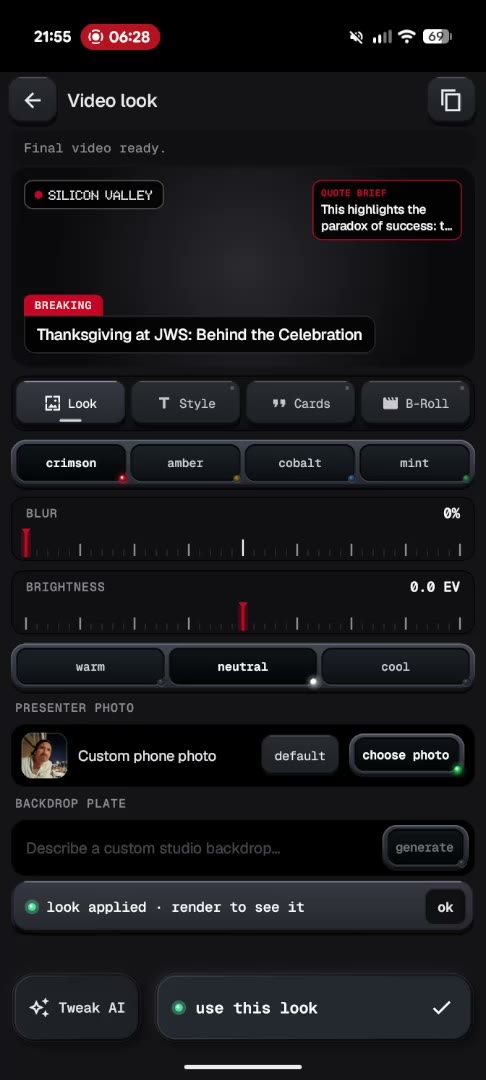 21:55
06:28
69
Video look
Final video ready.
SILICON VALLEY
QUOTE BRIEF
This highlights the
paradox of success: t…
BREAKING
Thanksgiving at JWS: Behind the Celebration
Look
Style
Cards
B-Roll
crimson
amber
cobalt
mint
BLUR
0%
BRIGHTNESS
0.0 EV
warm
neutral
cool
PRESENTER PHOTO
Custom phone photo
default
choose photo
BACKDROP PLATE
Describe a custom studio backdrop…
generate
look applied · render to see it
ok
Tweak AI
use this look